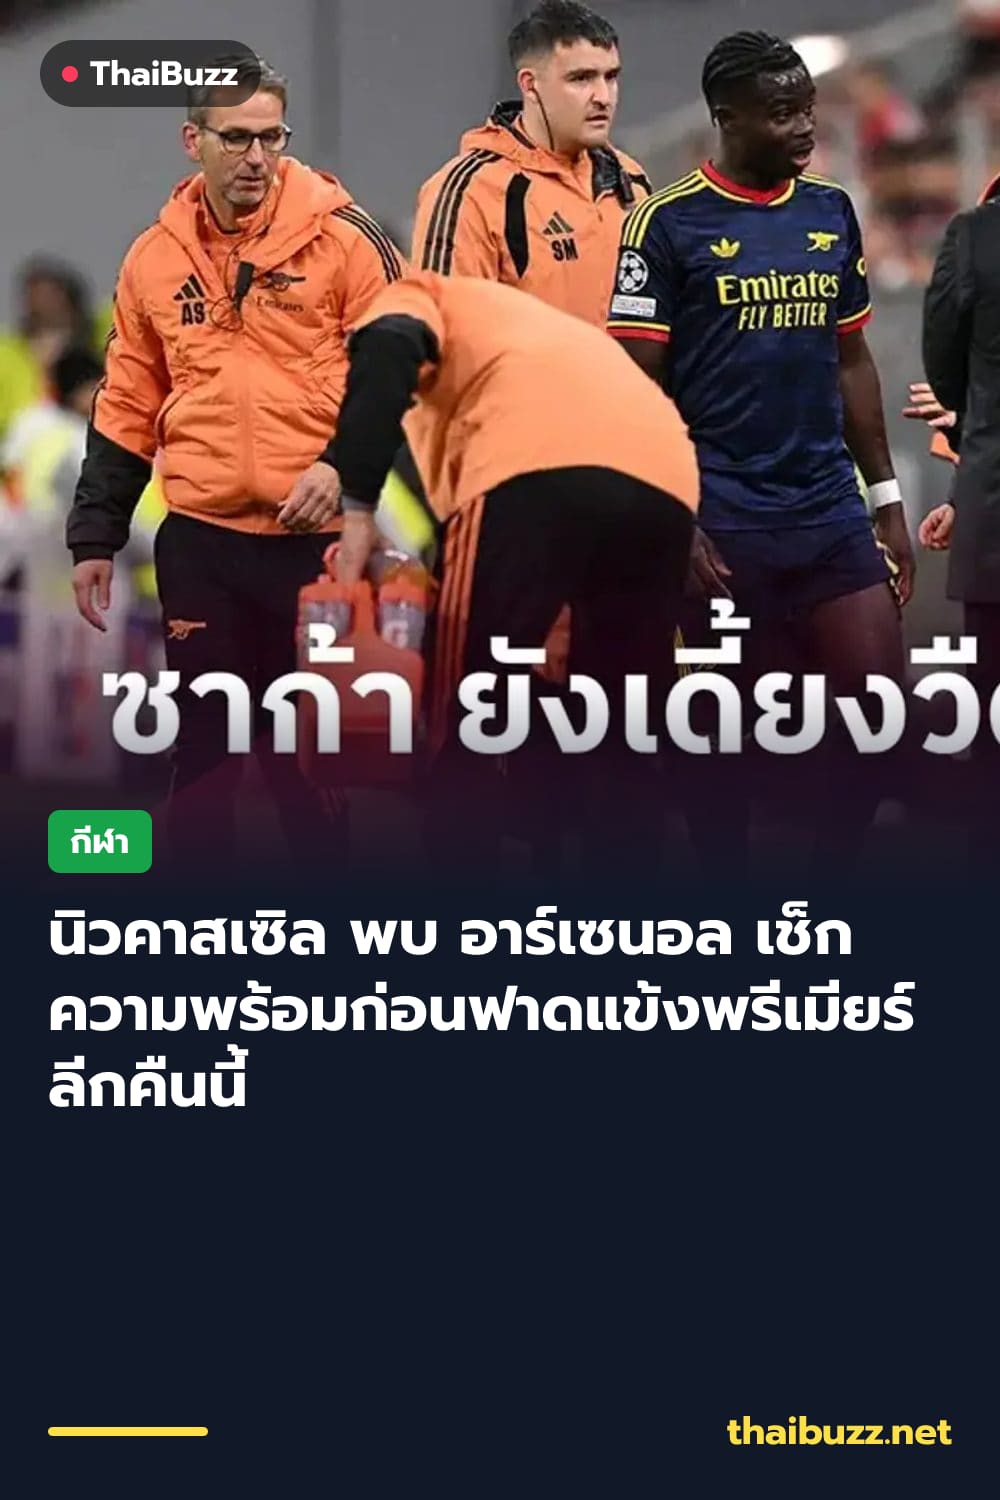 ThaiBuzz
AS
Emirates
SM
Emirates
FLY BETTER
ซาก้า ยังเดี้ยง
กีฬา
นิวคาสเซิล พบ อาร์เซนอล เช็ก
ความพร้อมก่อนฟาดแข้งพรีเมียร์
ลีกคืนนี้
thaibuzz.net